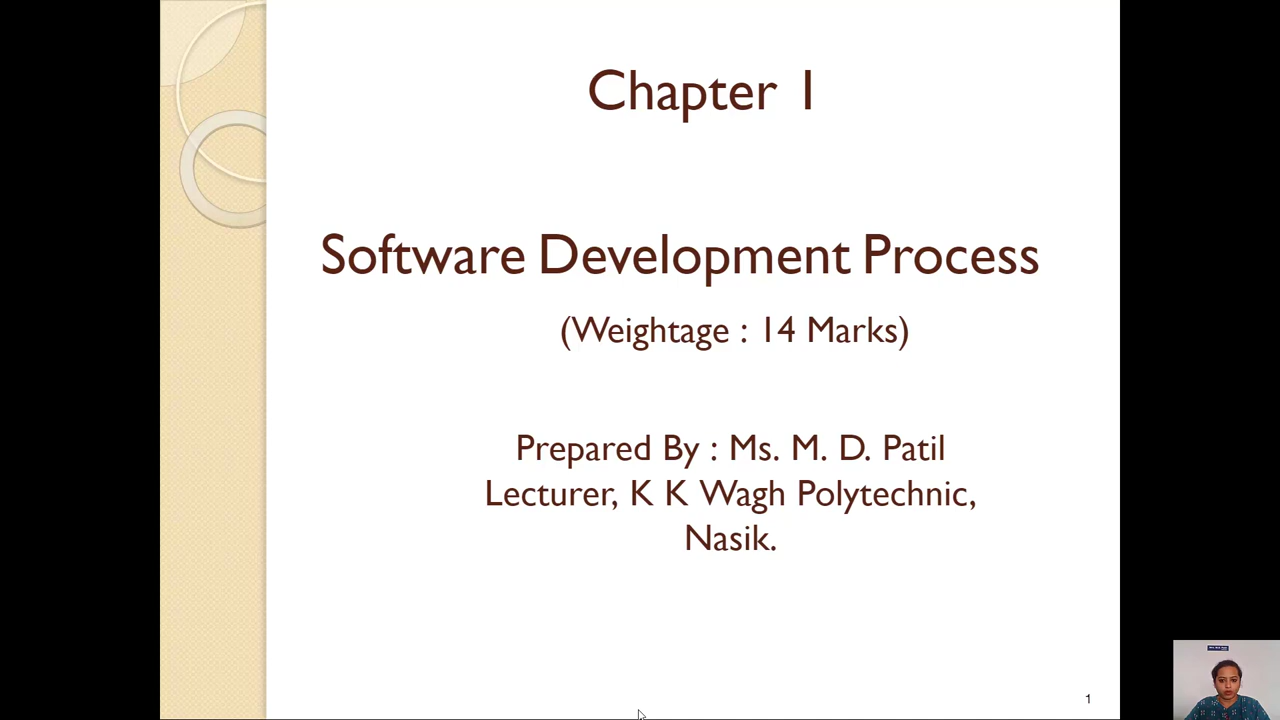 Chapter 1
Software Development Process
(Weightage : 14 Marks)
Prepared By : Ms. M. D. Patil
Lecturer, K K Wagh Polytechnic,
Nasik.
1